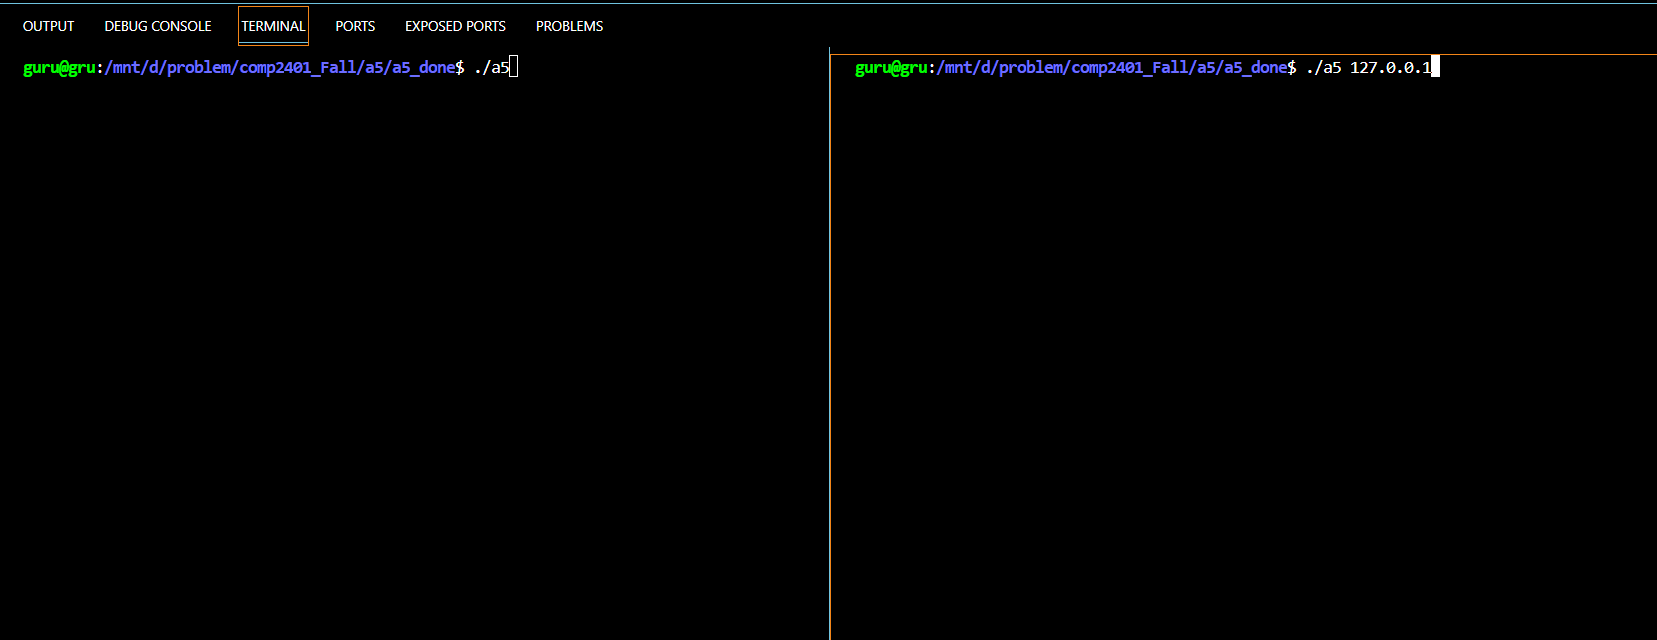 OUTPUT DEBUG CONSOLE TERMINAL PORTS EXPOSED PORTS PROBLEMS
guru@gru:/mnt/d/problem/comp2401_Fall/a5/a5_done$ ./a5
guru@gru:/mnt/d/problem/comp2401_Fall/a5/a5_done$ ./a5 127.0.0.1